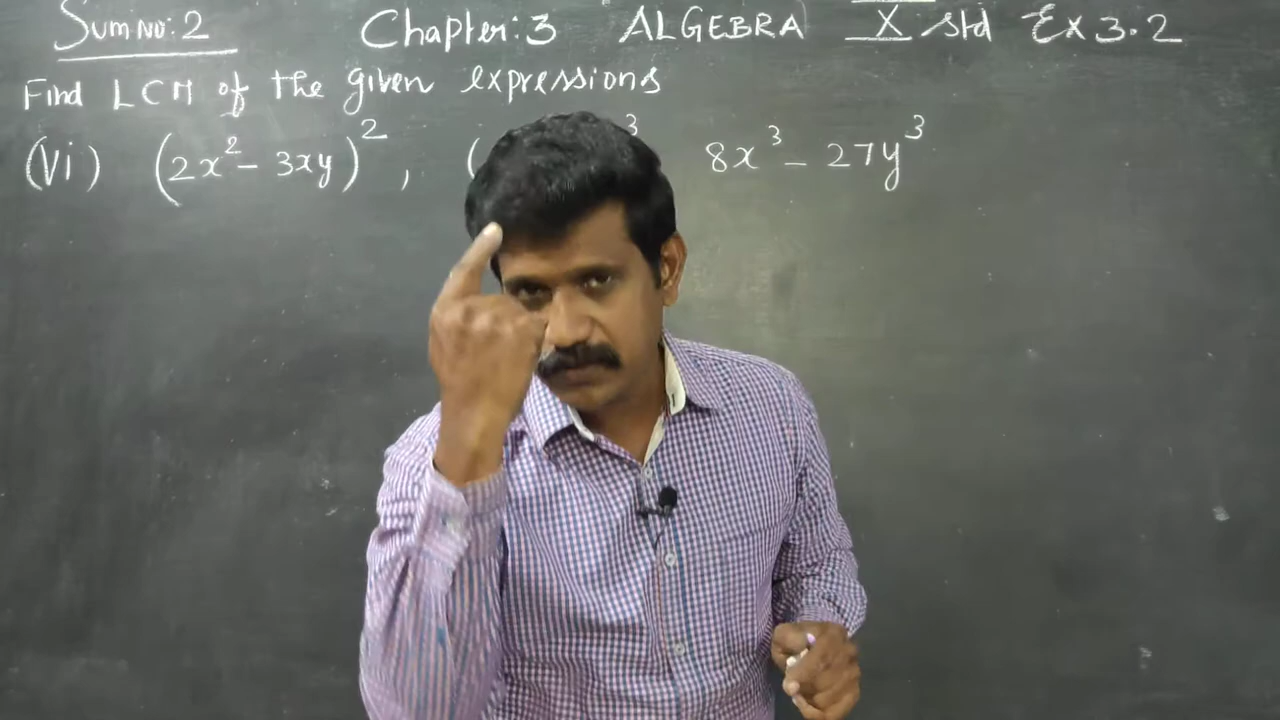 Sum No: 2 Chapter: 3 ALGEBRA X std Ex 3.2
Find LCM of the given expressions
(vi) (2x² - 3xy)², ( ³ 8x³ - 27y³